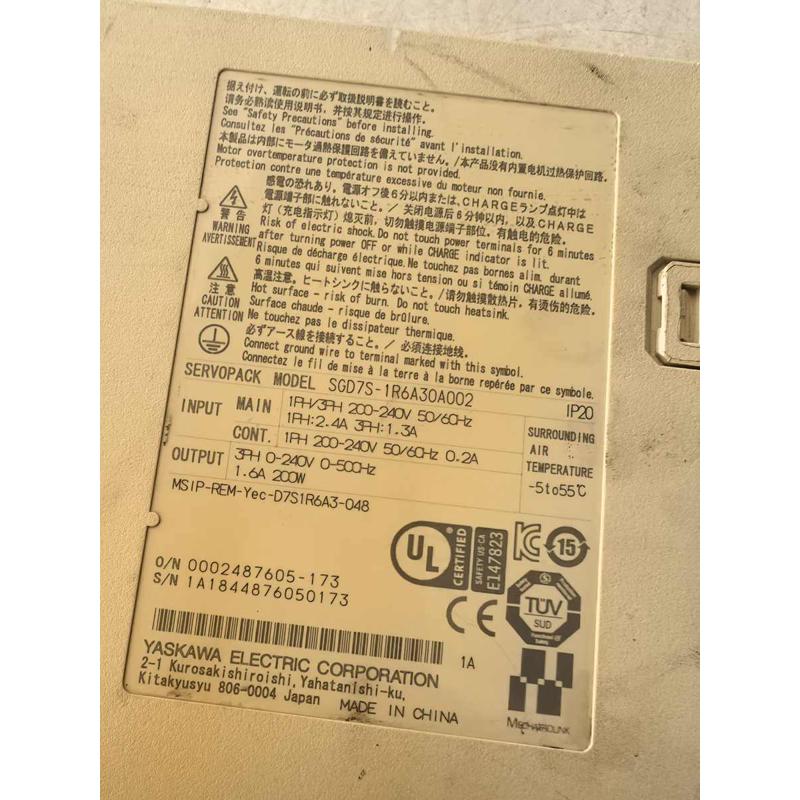 据え付け、運転の前に必ず取扱説明書を読むこと。
请务必熟读使用说明书，并按其规定进行操作。
See "Safety Precautions" before installing.
Consultez les "Précautions de sécurité" avant l'installation.
本製品は内部にモータ過熱保護回路を備えていません。/本产品没有内置电机过热保护回路.
Motor overtemperature protection is not provided.
Protection contre une température excessive du moteur non fournie.
警告
WARNING
AVERTISSEMENT
感電の恐れあり。電源オフ後6分以内または、CHARGEランプ点灯中は
電源端子部に触れないこと。/ 关闭电源后6分钟以内，以及CHARGE
灯（充电指示灯）熄灭前，切勿触摸电源端子部位。有触电的危险.
Risk of electric shock. Do not touch power terminals for 6 minutes
after turning power OFF or while CHARGE indicator is lit.
Risque de décharge électrique. Ne touchez pas bornes alim. durant
6 minutes qui suivent mise hors tension ou si témoin CHARGE allumé.
注意
CAUTION
ATTENTION
高温注意。ヒートシンクに触らないこと。/请勿触摸散热片，有烫伤的危险.
Hot surface - risk of burn. Do not touch heatsink.
Surface chaude - risque de brûlure.
Ne touchez pas le dissipateur thermique.
必ずアース線を接続すること。/ 必须连接地线.
Connect ground wire to terminal marked with this symbol.
Connectez le fil de mise à la terre à la borne repérée par ce symbole.
SERVOPACK MODEL SGD7S-1R6A30A002
IP20
INPUT MAIN 1PH/3PH 200-240V 50/60Hz
1PH:2.4A 3PH:1.3A
CONT. 1PH 200-240V 50/60Hz 0.2A
OUTPUT 3PH 0-240V 0-500Hz
1.6A 200W
SURROUNDING
AIR
TEMPERATURE
-5to55℃
MSIP-REM-Yec-D7S1R6A3-048
UL
CERTIFIED
SAFETY US-CA
E147823
KC
15
O/N 0002487605-173
S/N 1A1844876050173
CE
TÜV
SUD
Functional
Safety
1A
YASKAWA ELECTRIC CORPORATION
2-1 Kurosakishiroishi, Yahatanishi-ku,
Kitakyusyu 806-0004 Japan
MADE IN CHINA
MECHATROLINK